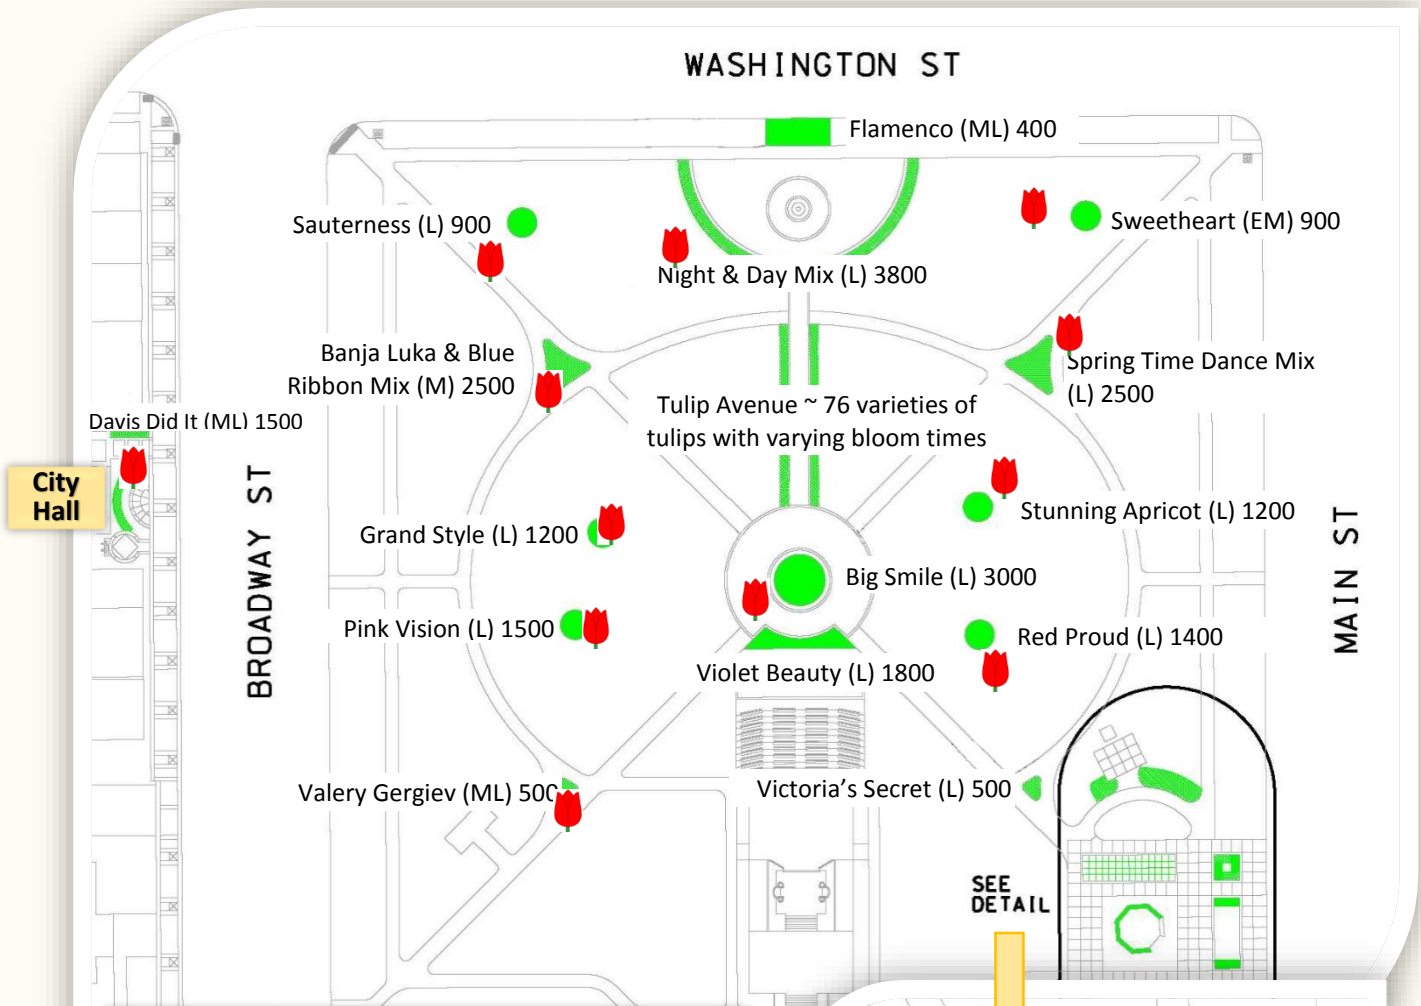 WASHINGTON ST
Flamenco (ML) 400
Sauterness (L) 900
Sweetheart (EM) 900
Night & Day Mix (L) 3800
Banja Luka & Blue
Ribbon Mix (M) 2500
Spring Time Dance Mix
(L) 2500
Tulip Avenue ~ 76 varieties of
tulips with varying bloom times
Davis Did It (ML) 1500
City
Hall
BROADWAY ST
Grand Style (L) 1200
Stunning Apricot (L) 1200
MAIN ST
Big Smile (L) 3000
Pink Vision (L) 1500
Red Proud (L) 1400
Violet Beauty (L) 1800
Valery Gergiev (ML) 500
Victoria's Secret (L) 500
SEE
DETAIL